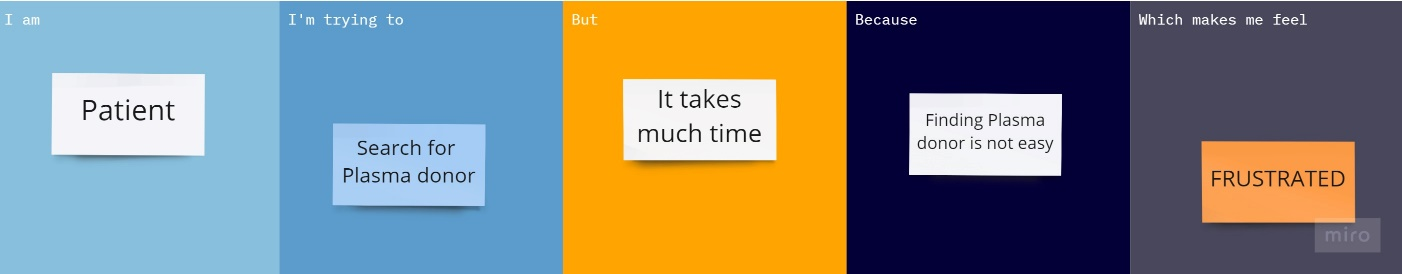 I am
Patient
I'm trying to
Search for
Plasma donor
But
It takes
much time
Because
Finding Plasma
donor is not easy
Which makes me feel
FRUSTRATED
miro